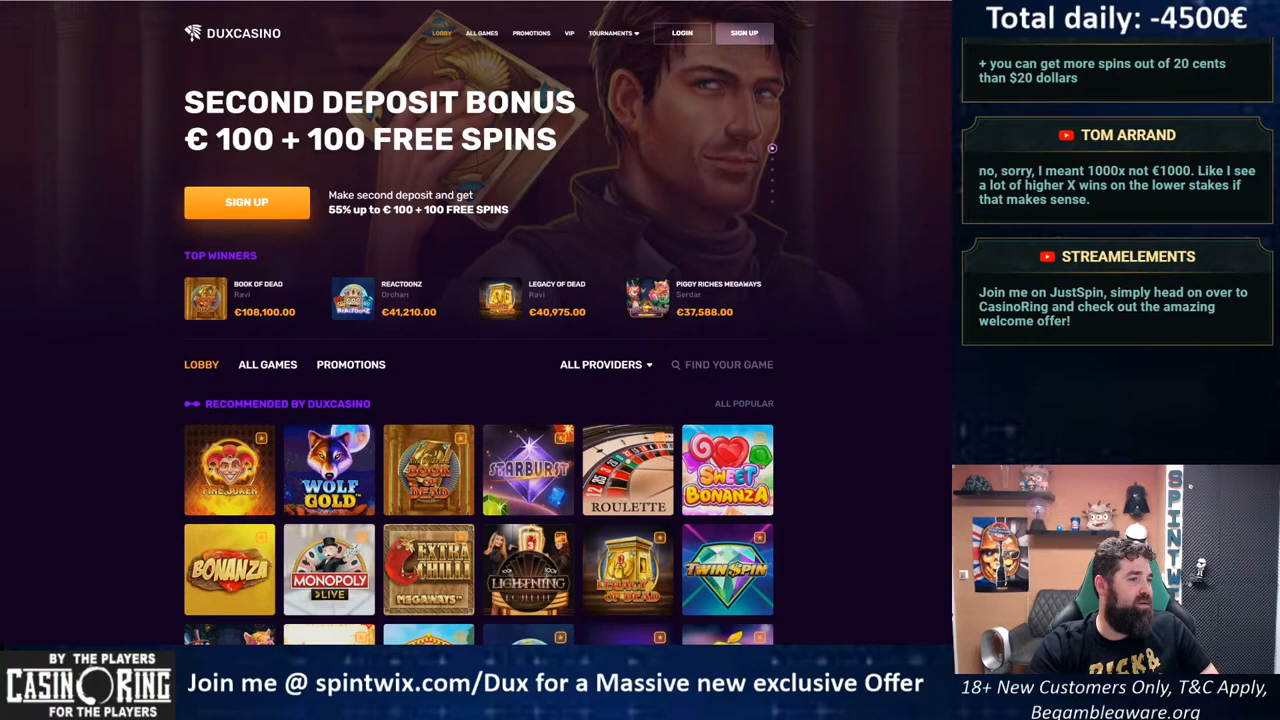 DUXCASINO
LOBBY
ALL GAMES
PROMOTIONS
VIP
TOURNAMENTS
LOGIN
SIGN UP
SECOND DEPOSIT BONUS
€ 100 + 100 FREE SPINS
SIGN UP
Make second deposit and get
55% up to € 100 + 100 FREE SPINS
TOP WINNERS
BOOK OF DEAD
Ravi
€108,100.00
REACTOONZ
Orchan
€41,210.00
LEGACY OF DEAD
Ravi
€40,975.00
PIGGY RICHES MEGAWAYS
Serdar
€37,588.00
LOBBY
ALL GAMES
PROMOTIONS
ALL PROVIDERS
FIND YOUR GAME
RECOMMENDED BY DUXCASINO
ALL POPULAR
FIRE JOKER
WOLF
GOLD
BOOK
OF
DEAD
STARBURST
ROULETTE
SWEET
BONANZA
BONANZA
MONOPOLY
LIVE
EXTRA
CHILLI
MEGAWAYS
LIGHTNING
LEGACY
OF DEAD
TWIN SPIN
Total daily: -4500€
+ you can get more spins out of 20 cents
than $20 dollars
TOM ARRAND
no, sorry, I meant 1000x not €1000. Like I see
a lot of higher X wins on the lower stakes if
that makes sense.
STREAMELEMENTS
Join me on JustSpin, simply head on over to
CasinoRing and check out the amazing
welcome offer!
SPINTW
BY THE PLAYERS
CASINORING
FOR THE PLAYERS
Join me @ spintwix.com/Dux for a Massive new exclusive Offer
18+ New Customers Only, T&C Apply,
Begambleaware.org